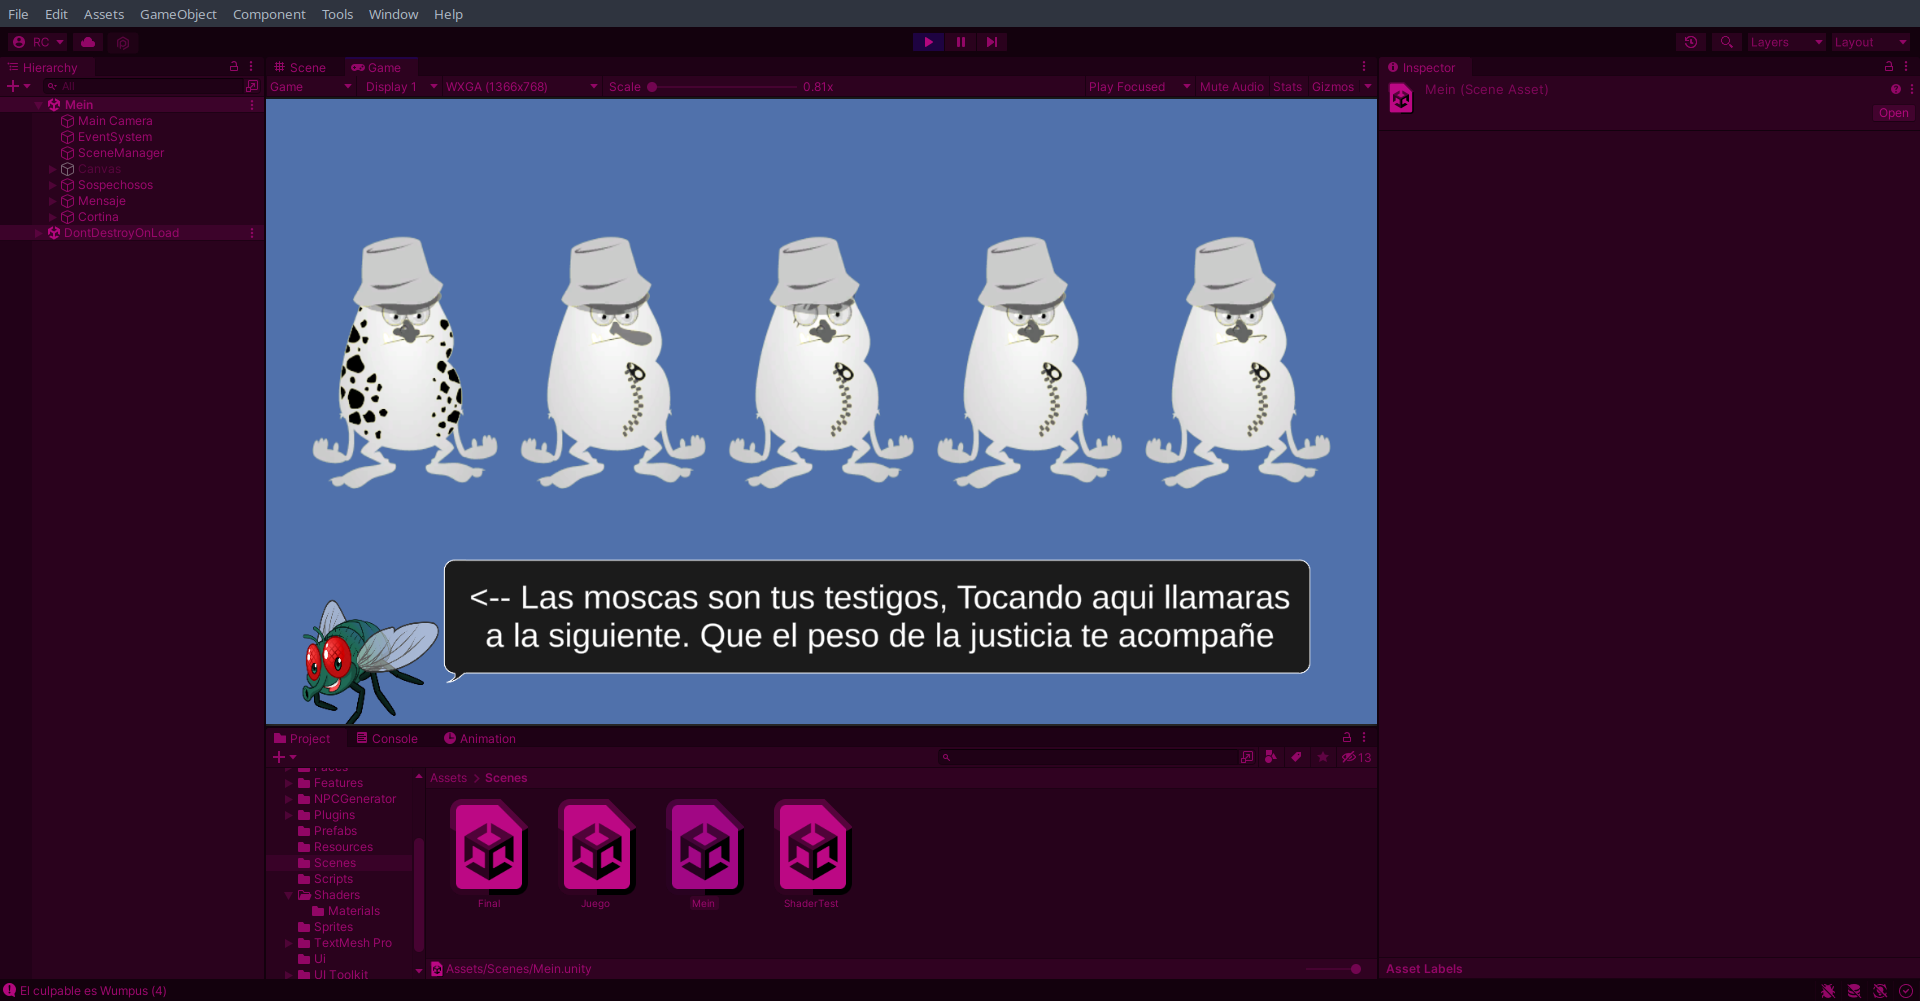 File Edit Assets GameObject Component Tools Window Help
RC Layers Layout
Hierarchy Scene Game Inspector
All Game Display 1 WXGA (1366x768) Scale 0.81x Play Focused Mute Audio Stats Gizmos Mein (Scene Asset)
Open
Mein
Main Camera
EventSystem
SceneManager
Canvas
Sospechosos
Mensaje
Cortina
DontDestroyOnLoad
<-- Las moscas son tus testigos, Tocando aqui llamaras
a la siguiente. Que el peso de la justicia te acompañe
Project Console Animation
13
Assets > Scenes
Features
NPCGenerator
Plugins
Prefabs
Resources
Scenes
Scripts
Shaders
Materials
Sprites
TextMesh Pro
Ui
UI Toolkit
Final Juego Mein ShaderTest
Assets/Scenes/Mein.unity
Asset Labels
El culpable es Wumpus (4)